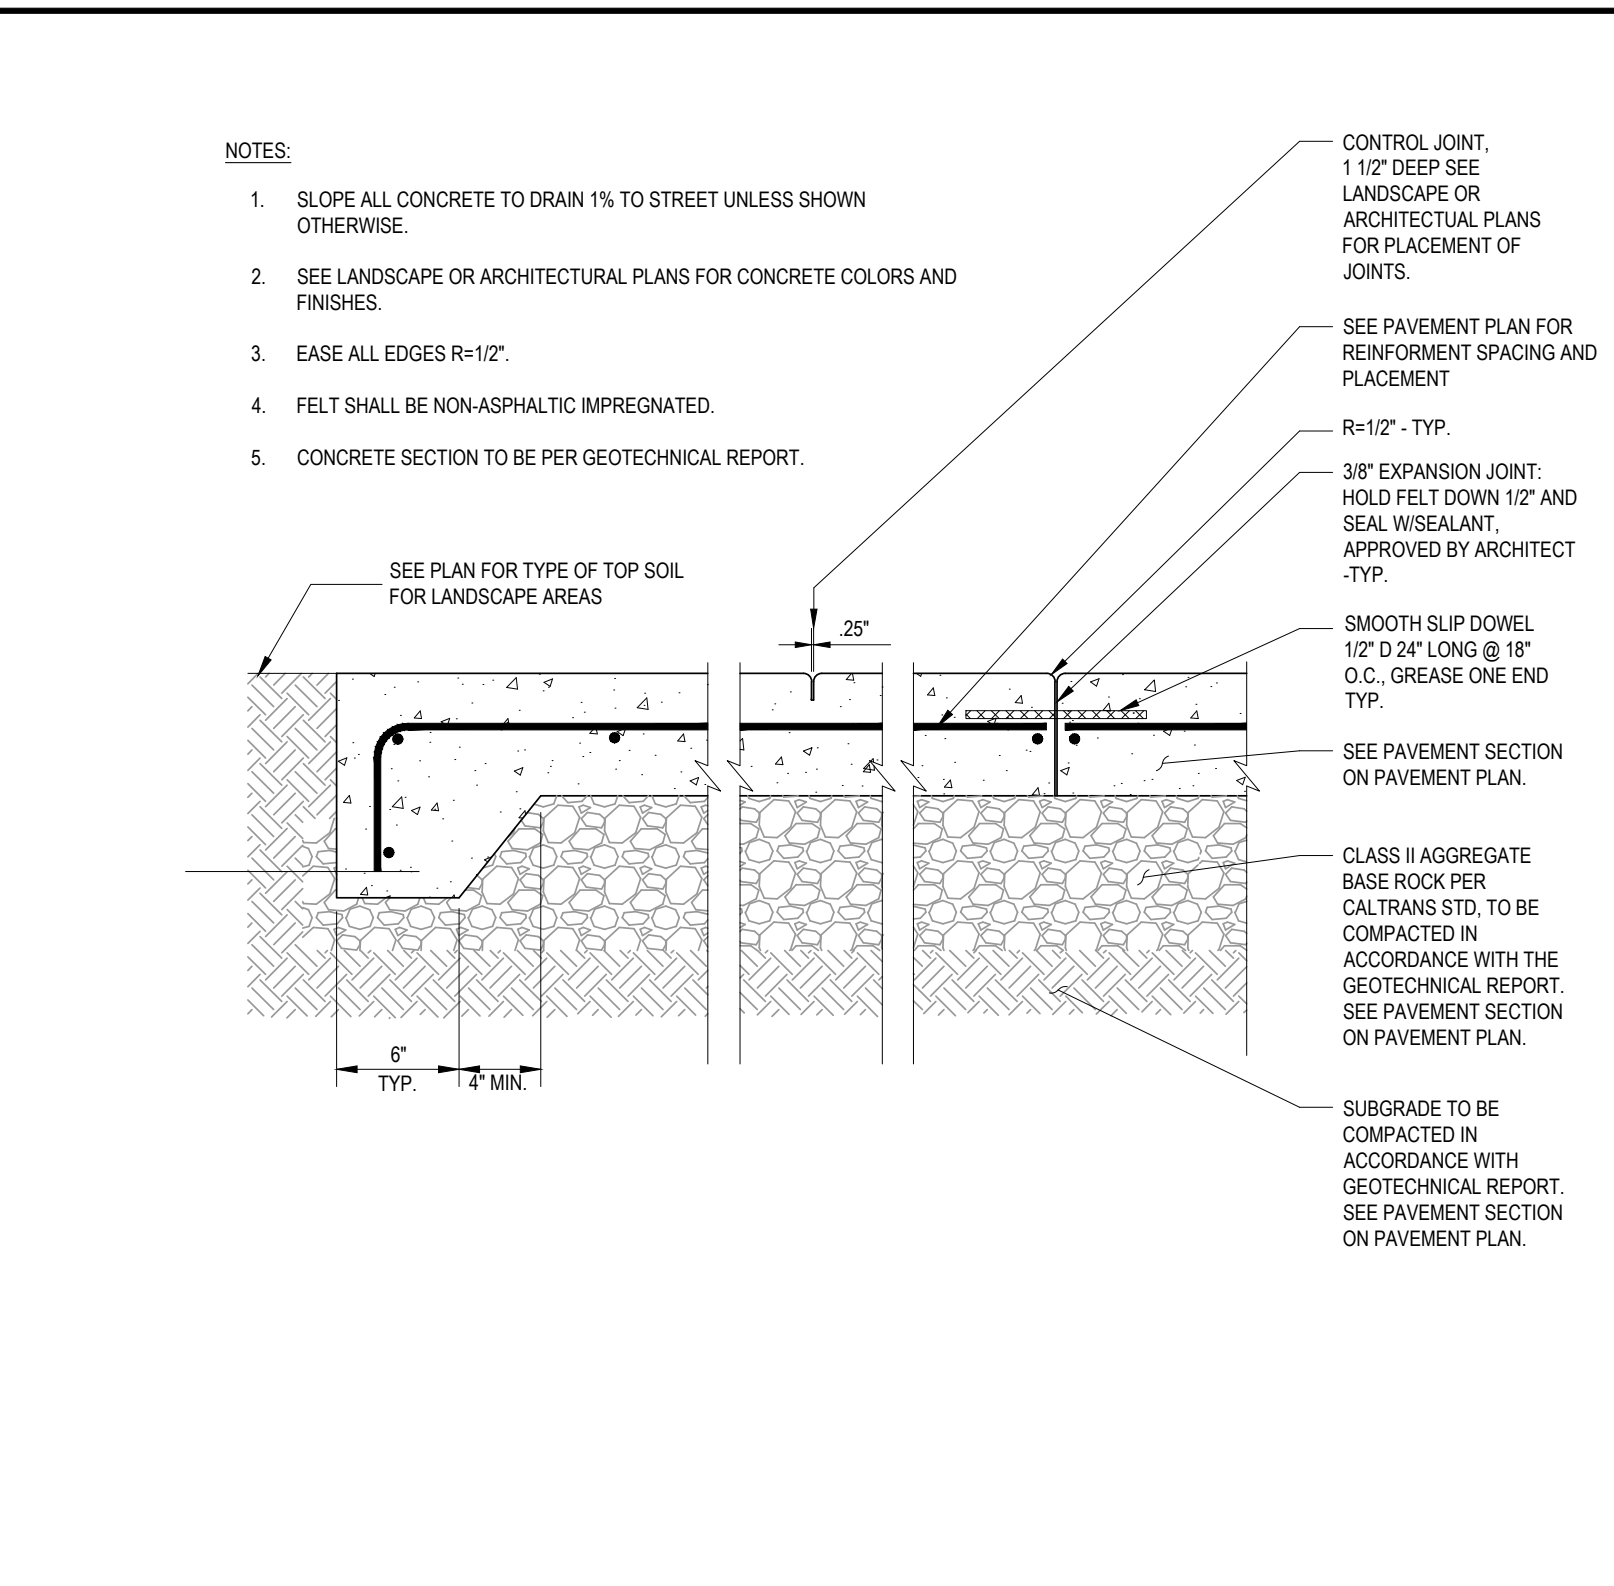 NOTES:
1. SLOPE ALL CONCRETE TO DRAIN 1% TO STREET UNLESS SHOWN
OTHERWISE.
2. SEE LANDSCAPE OR ARCHITECTURAL PLANS FOR CONCRETE COLORS AND
FINISHES.
3. EASE ALL EDGES R=1/2".
4. FELT SHALL BE NON-ASPHALTIC IMPREGNATED.
5. CONCRETE SECTION TO BE PER GEOTECHNICAL REPORT.
SEE PLAN FOR TYPE OF TOP SOIL
FOR LANDSCAPE AREAS
.25"
6"
TYP.
4" MIN.
CONTROL JOINT,
1 1/2" DEEP SEE
LANDSCAPE OR
ARCHITECTUAL PLANS
FOR PLACEMENT OF
JOINTS.
SEE PAVEMENT PLAN FOR
REINFORMENT SPACING AND
PLACEMENT
R=1/2" - TYP.
3/8" EXPANSION JOINT:
HOLD FELT DOWN 1/2" AND
SEAL W/SEALANT,
APPROVED BY ARCHITECT
-TYP.
SMOOTH SLIP DOWEL
1/2" D 24" LONG @ 18"
O.C., GREASE ONE END
TYP.
SEE PAVEMENT SECTION
ON PAVEMENT PLAN.
CLASS II AGGREGATE
BASE ROCK PER
CALTRANS STD, TO BE
COMPACTED IN
ACCORDANCE WITH THE
GEOTECHNICAL REPORT.
SEE PAVEMENT SECTION
ON PAVEMENT PLAN.
SUBGRADE TO BE
COMPACTED IN
ACCORDANCE WITH
GEOTECHNICAL REPORT.
SEE PAVEMENT SECTION
ON PAVEMENT PLAN.